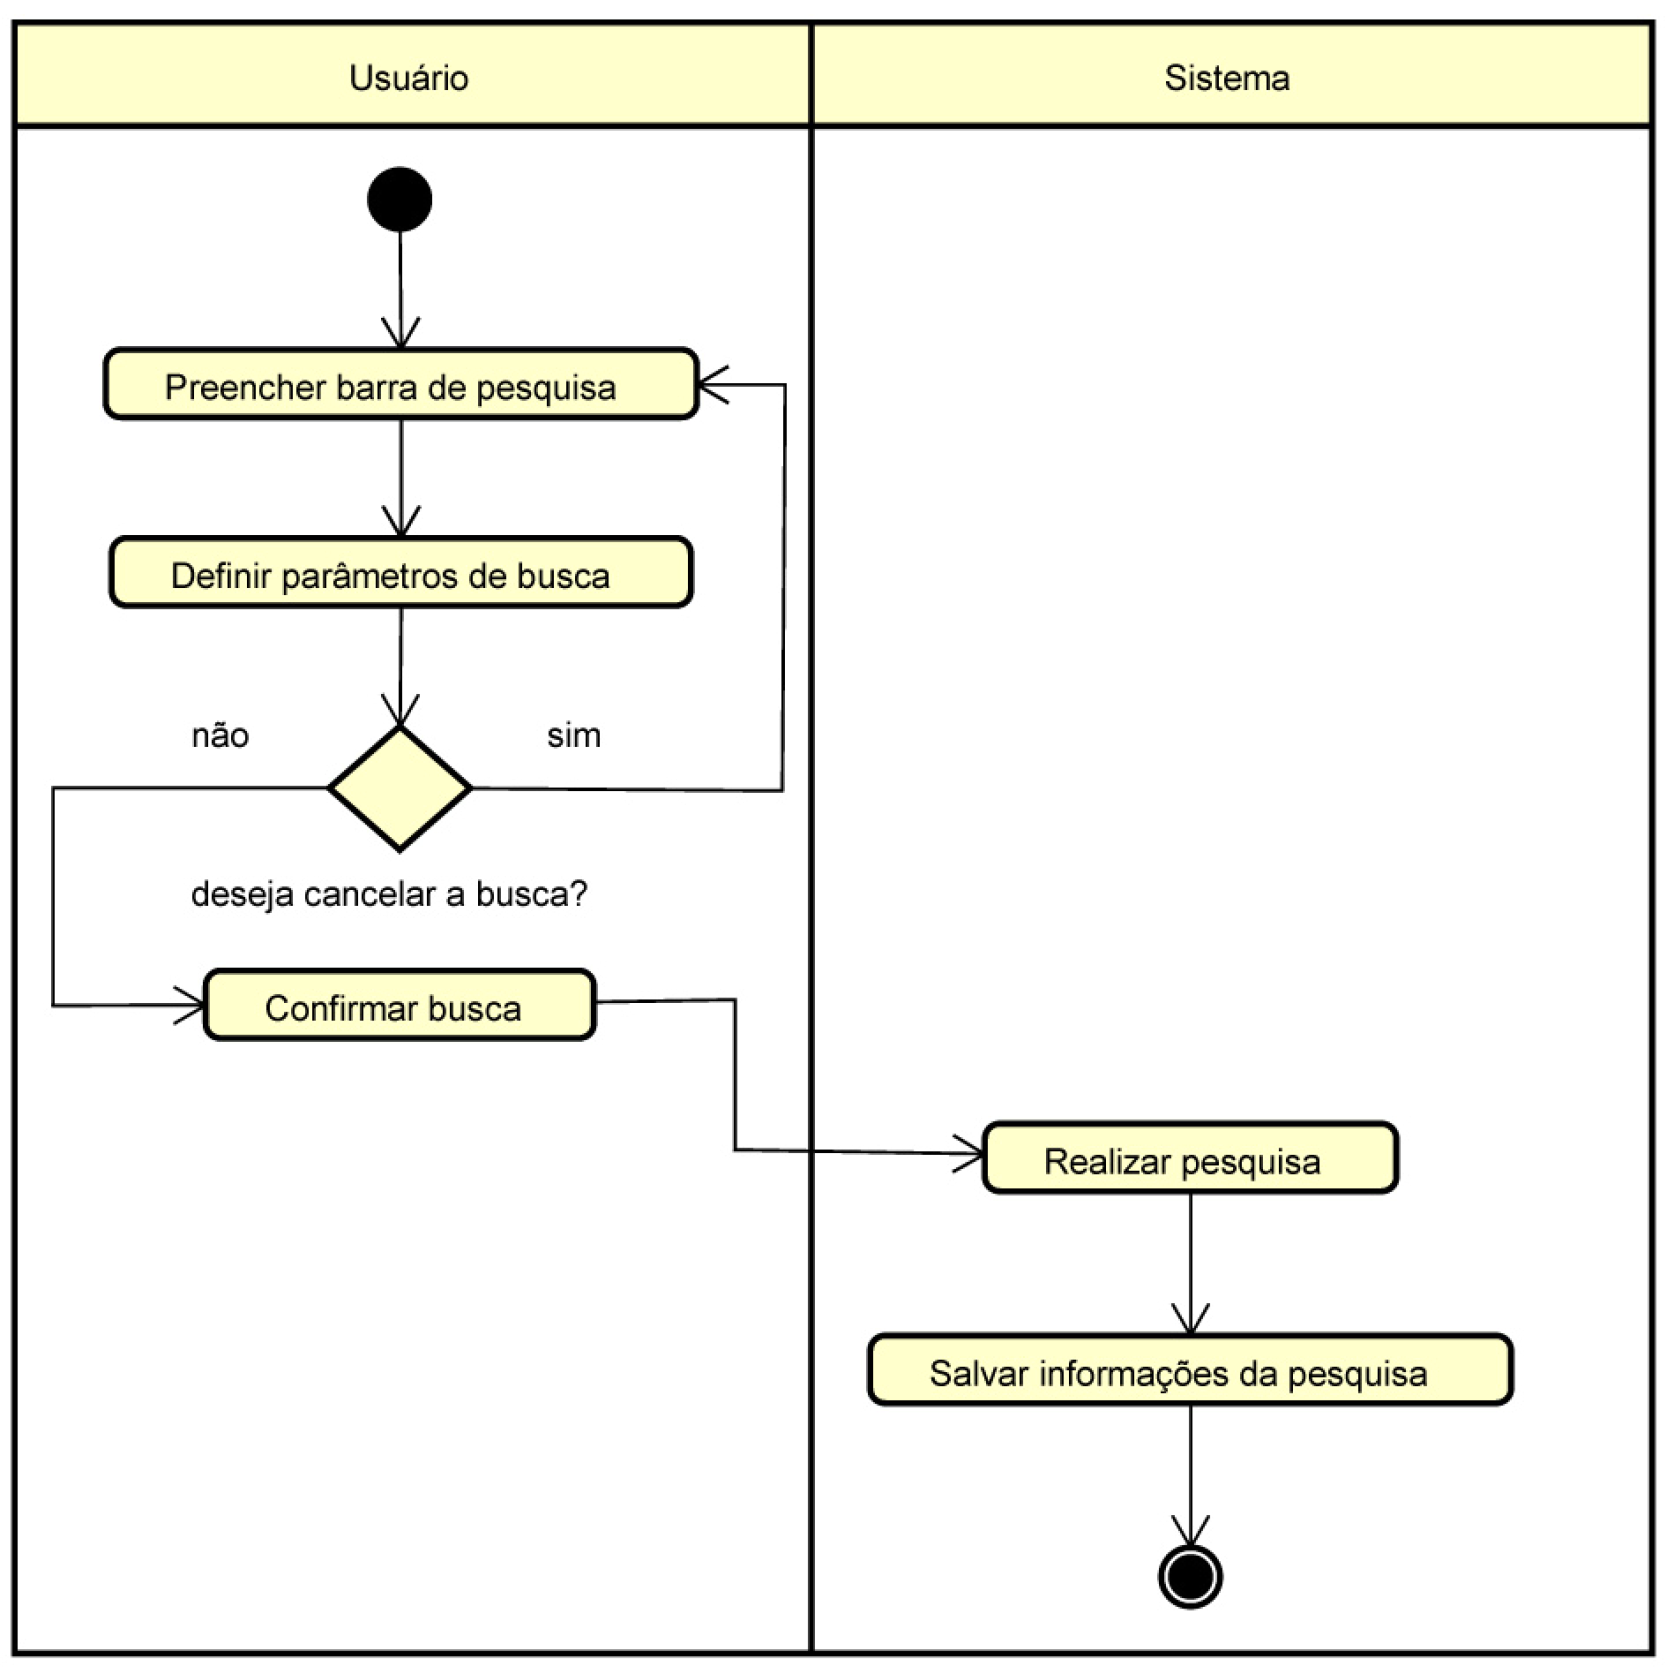 Usuário
Sistema
Preencher barra de pesquisa
Definir parâmetros de busca
não
sim
deseja cancelar a busca?
Confirmar busca
Realizar pesquisa
Salvar informações da pesquisa